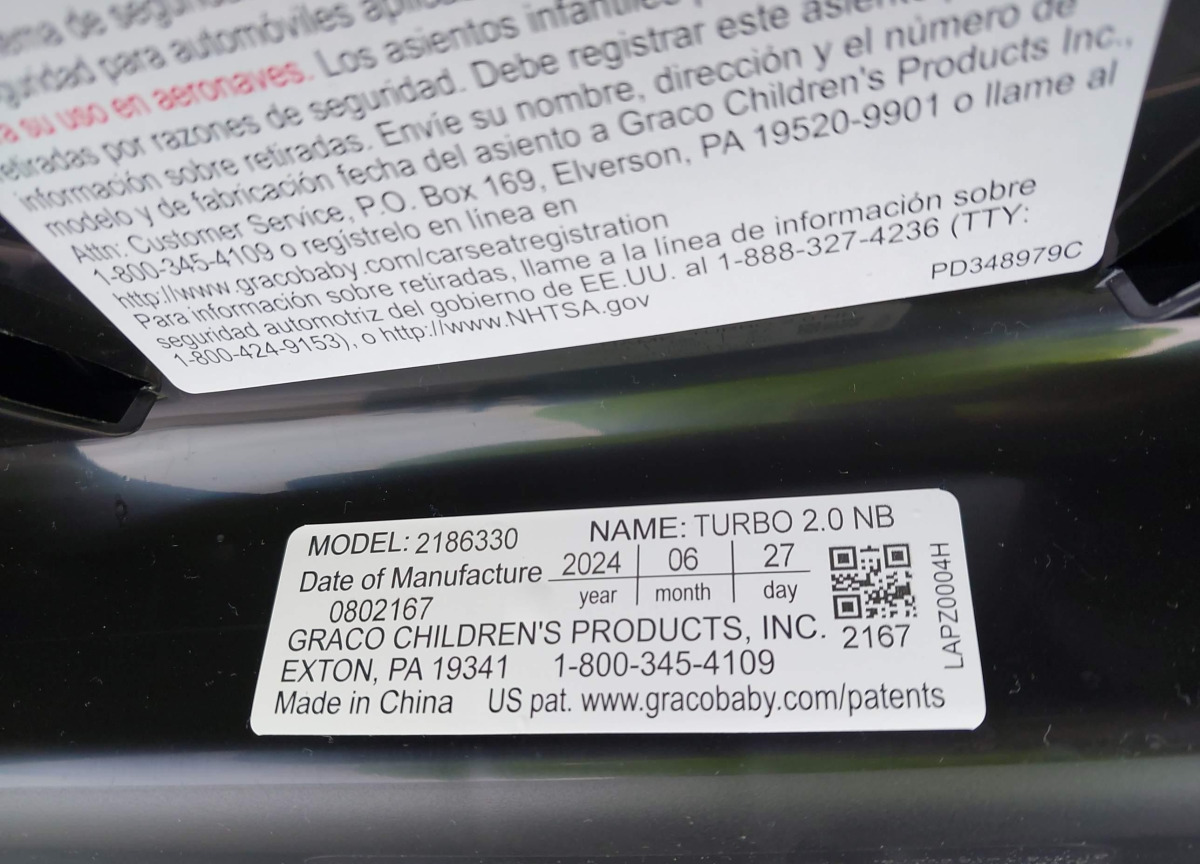 ma de seguridad
guridad para automóviles
a su uso en aeronaves. Los asientos infantiles
retiradas por razones de seguridad. Debe registrar este asiento
información sobre retiradas. Envíe su nombre, dirección y el número de
modelo y de fabricación fecha del asiento a Graco Children's Products Inc.,
Attn: Customer Service, P.O. Box 169, Elverson, PA 19520-9901 o llame al
1-800-345-4109 o regístrelo en línea en
http://www.gracobaby.com/carseatregistration
Para información sobre retiradas, llame a la línea de información sobre
seguridad automotriz del gobierno de EE.UU. al 1-888-327-4236 (TTY:
1-800-424-9153), o http://www.NHTSA.gov
PD348979C
MODEL: 2186330 NAME: TURBO 2.0 NB
Date of Manufacture 2024 06 27
year month day
0802167
GRACO CHILDREN'S PRODUCTS, INC. 2167
EXTON, PA 19341 1-800-345-4109
Made in China US pat. www.gracobaby.com/patents
LAPZ0004H